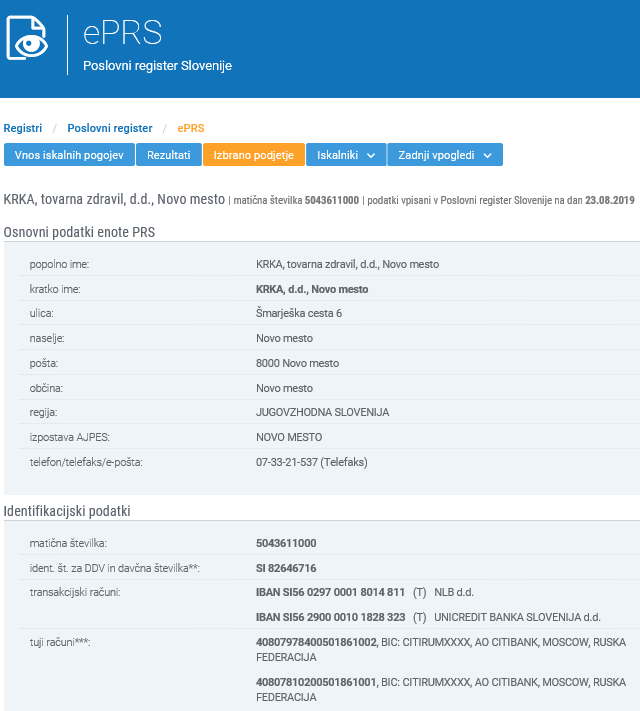 ePRS
Poslovni register Slovenije
Registri / Poslovni register / ePRS
Vnos iskalnih pogojev Rezultati Izbrano podjetje Iskalniki Zadnji vpogledi
KRKA, tovarna zdravil, d.d., Novo mesto | matična številka 5043611000 | podatki vpisani v Poslovni register Slovenije na dan 23.08.2019
Osnovni podatki enote PRS
popolno ime: KRKA, tovarna zdravil, d.d., Novo mesto
kratko ime: KRKA, d.d., Novo mesto
ulica: Šmarješka cesta 6
naselje: Novo mesto
pošta: 8000 Novo mesto
občina: Novo mesto
regija: JUGOVZHODNA SLOVENIJA
izpostava AJPES: NOVO MESTO
telefon/telefaks/e-pošta: 07-33-21-537 (Telefaks)
Identifikacijski podatki
matična številka: 5043611000
ident. št. za DDV in davčna številka**: SI 82646716
transakcijski računi: IBAN SI56 0297 0001 8014 811 (T) NLB d.d.
IBAN SI56 2900 0010 1828 323 (T) UNICREDIT BANKA SLOVENIJA d.d.
tuji računi***: 40807978400501861002, BIC: CITIRUMXXXX, AO CITIBANK, MOSCOW, RUSKA
FEDERACIJA
40807810200501861001, BIC: CITIRUMXXXX, AO CITIBANK, MOSCOW, RUSKA
FEDERACIJA